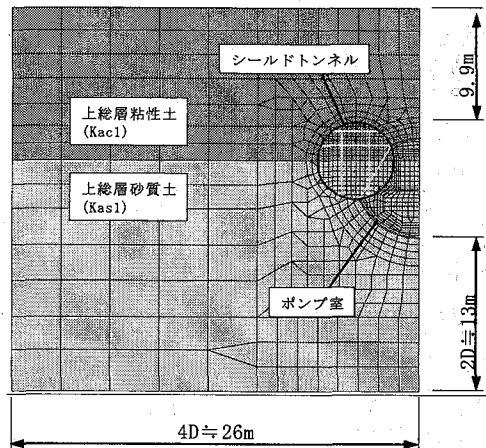 シールドトンネル
9.9m
上総層粘性土
(Kac1)
上総層砂質土
(Kas1)
ポンプ室
2D≒13m
4D≒26m